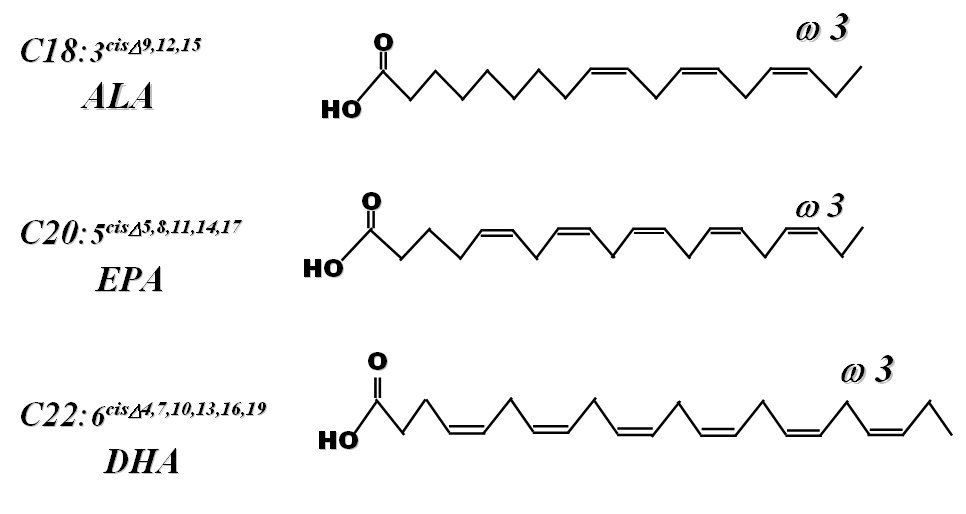 ω 3
C18:3cisΔ9,12,15
O
ALA
HO
ω 3
O
C20:5cisΔ5,8,11,14,17
HO
EPA
O
ω 3
C22:6cisΔ4,7,10,13,16,19
HO
DHA